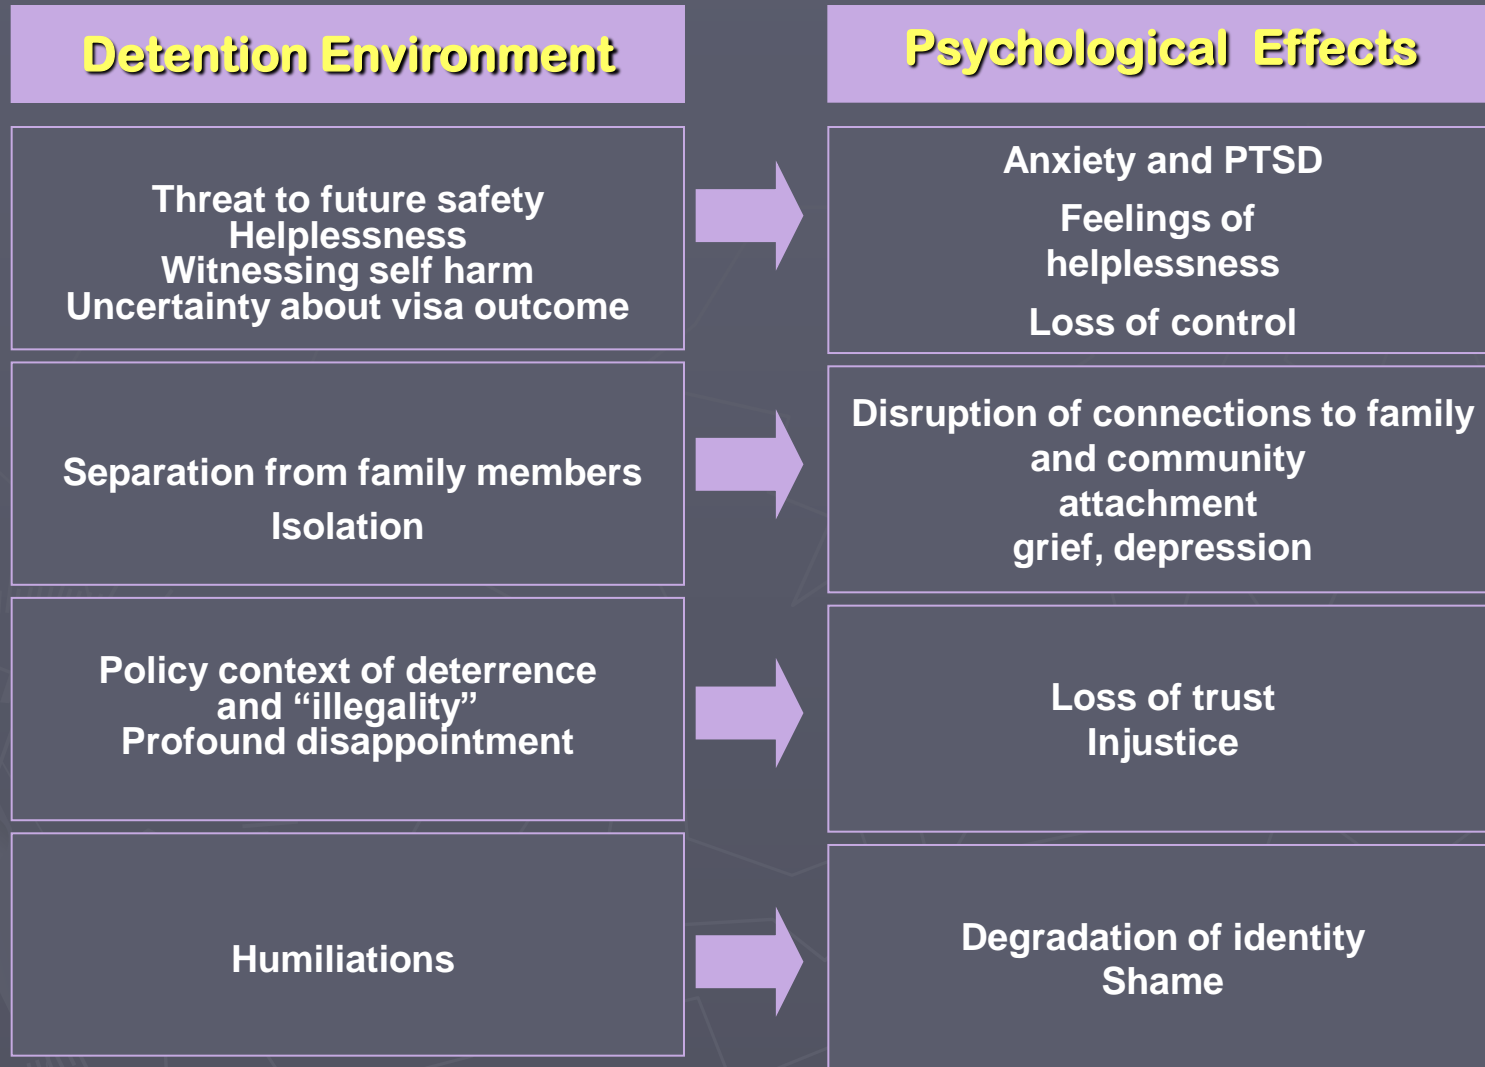 Detention Environment
Psychological Effects
Threat to future safety
Helplessness
Witnessing self harm
Uncertainty about visa outcome
Anxiety and PTSD
Feelings of
helplessness
Loss of control
Separation from family members
Isolation
Disruption of connections to family
and community
attachment
grief, depression
Policy context of deterrence
and “illegality”
Profound disappointment
Loss of trust
Injustice
Humiliations
Degradation of identity
Shame